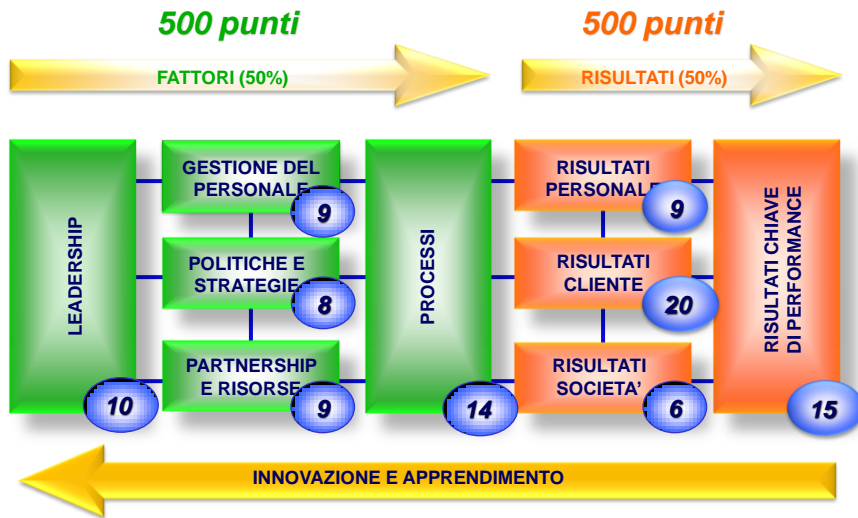 500 punti
500 punti
FATTORI (50%)
RISULTATI (50%)
LEADERSHIP
10
GESTIONE DEL
PERSONALE
9
POLITICHE E
STRATEGIE
8
PARTNERSHIP
E RISORSE
9
PROCESSI
14
RISULTATI
PERSONALE
9
RISULTATI
CLIENTE
20
RISULTATI
SOCIETA’
6
RISULTATI CHIAVE
DI PERFORMANCE
15
INNOVAZIONE E APPRENDIMENTO